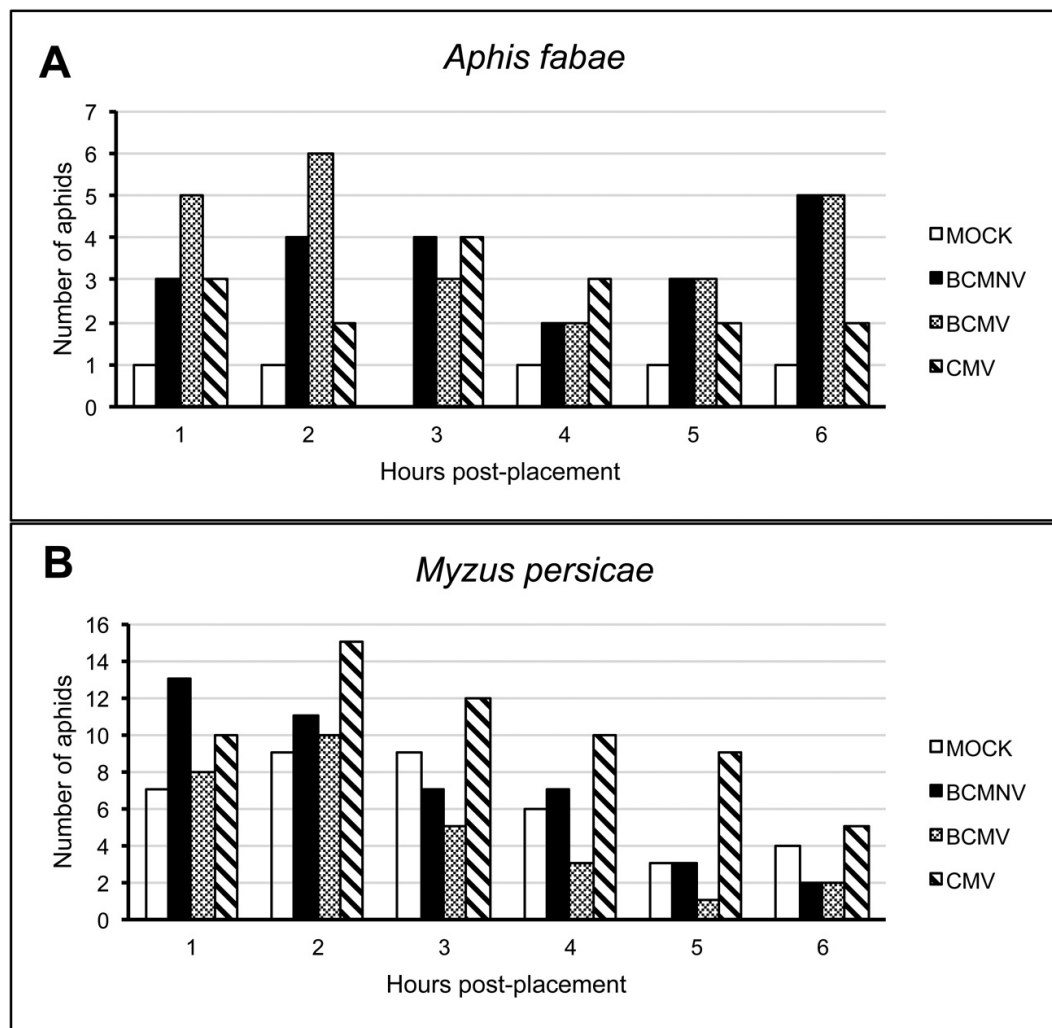 A
Aphis fabae
Number of aphids
7
6
5
4
3
2
1
0
1 2 3 4 5 6
Hours post-placement
MOCK
BCMNV
BCMV
CMV
B
Myzus persicae
Number of aphids
16
14
12
10
8
6
4
2
0
1 2 3 4 5 6
Hours post-placement
MOCK
BCMNV
BCMV
CMV